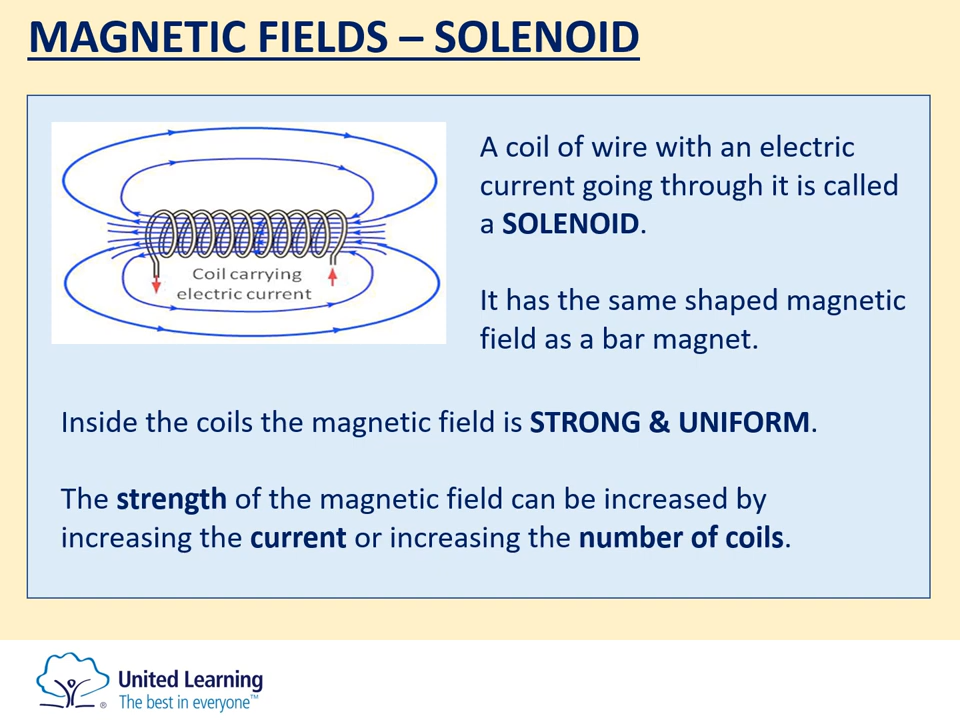 MAGNETIC FIELDS – SOLENOID
Coil carrying
electric current
A coil of wire with an electric
current going through it is called
a SOLENOID.
It has the same shaped magnetic
field as a bar magnet.
Inside the coils the magnetic field is STRONG & UNIFORM.
The strength of the magnetic field can be increased by
increasing the current or increasing the number of coils.
®
United Learning
The best in everyone™